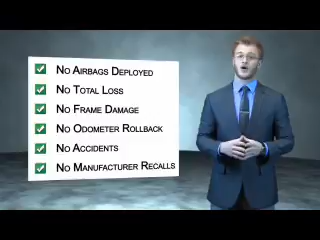 No Airbags Deployed
No Total Loss
No Frame Damage
No Odometer Rollback
No Accidents
No Manufacturer Recalls